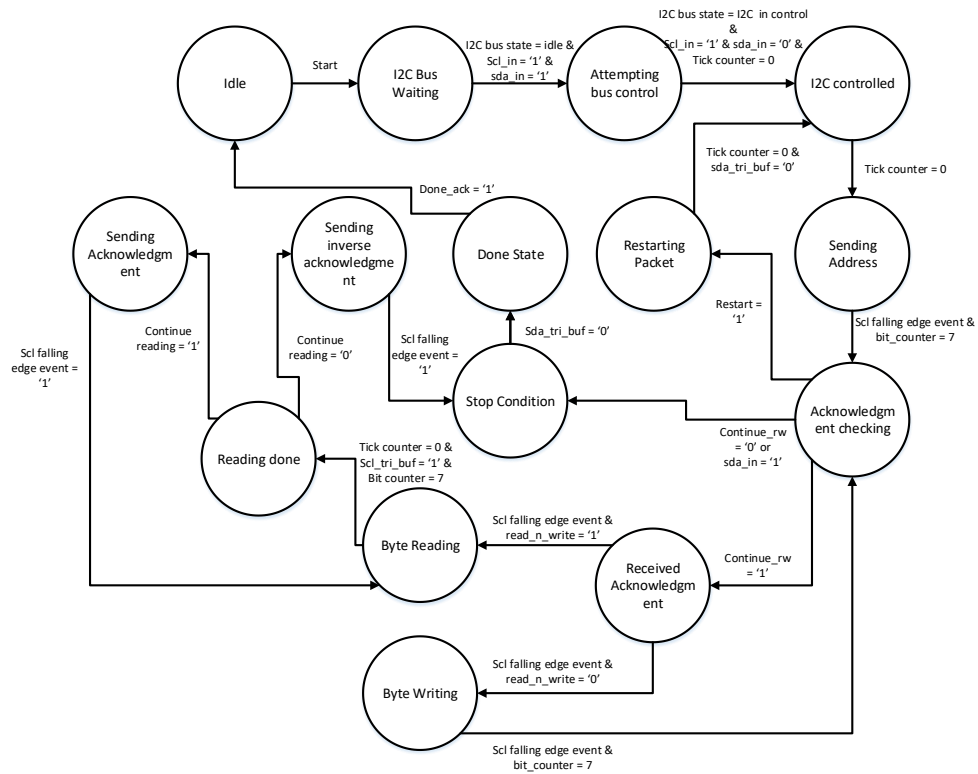 I2C bus state = I2C in control
&
Scl_in = ‘1’ & sda_in = ‘0’ &
Tick counter = 0
I2C bus state = idle &
Scl_in = ‘1’ &
sda_in = ‘1’
Start
Idle
I2C Bus
Waiting
Attempting
bus control
I2C controlled
Tick counter = 0 &
sda_tri_buf = ‘0’
Tick counter = 0
Done_ack = ‘1’
Sending
Acknowledgm
ent
Sending
inverse
acknowledgme
nt
Done State
Restarting
Packet
Sending
Address
Restart =
‘1’
Scl falling edge event &
bit_counter = 7
Continue
reading = ‘1’
Continue
reading = ‘0’
Scl falling
edge event =
‘1’
Sda_tri_buf = ‘0’
Scl falling
edge event =
‘1’
Stop Condition
Acknowledgm
ent checking
Continue_rw
= ‘0’ or
sda_in = ‘1’
Reading done
Tick counter = 0 &
Scl_tri_buf = ‘1’ &
Bit counter = 7
Scl falling edge event &
read_n_write = ‘1’
Byte Reading
Continue_rw
= ‘1’
Received
Acknowledgm
ent
Scl falling edge event &
read_n_write = ‘0’
Byte Writing
Scl falling edge event &
bit_counter = 7